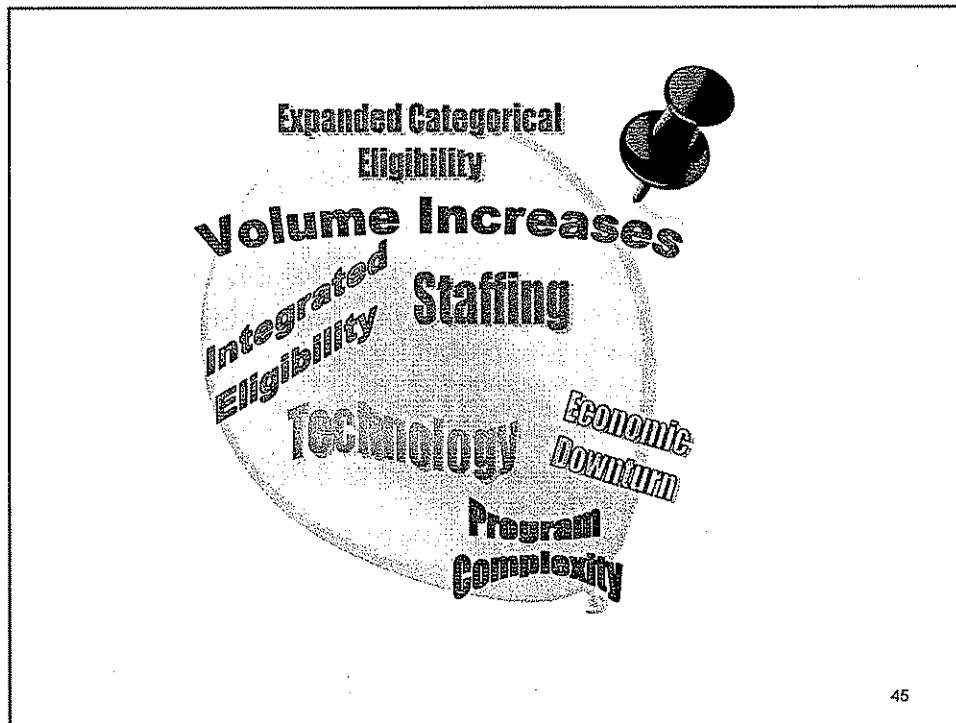 Expanded Categorical
Eligibility
Volume Increases
Integrated
Eligibility
Staffing
Technology
Economic
Downturn
Program
Complexity
45